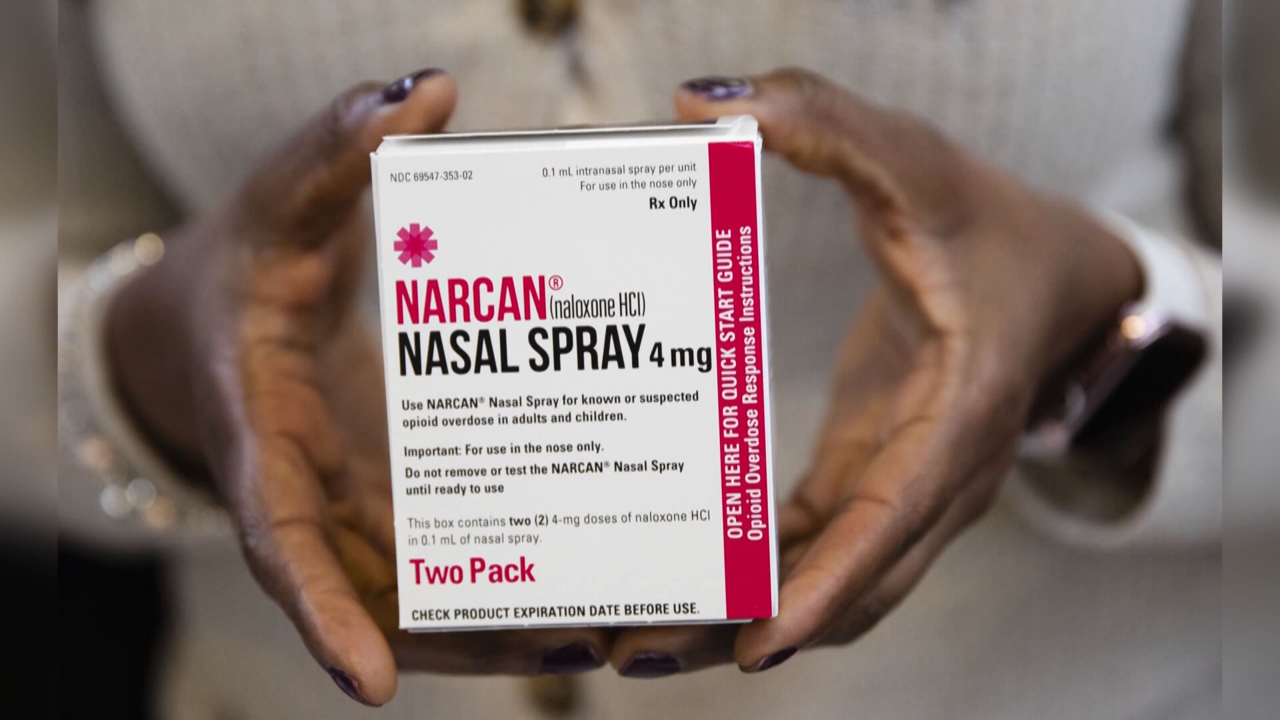 NDC 69547-353-02
0.1 mL intranasal spray per unit
For use in the nose only
Rx Only
NARCAN® (naloxone HCl)
NASAL SPRAY 4 mg
Use NARCAN® Nasal Spray for known or suspected
opioid overdose in adults and children.
Important: For use in the nose only.
Do not remove or test the NARCAN® Nasal Spray
until ready to use
This box contains two (2) 4-mg doses of naloxone HCl
in 0.1 mL of nasal spray.
Two Pack
CHECK PRODUCT EXPIRATION DATE BEFORE USE.
OPEN HERE FOR QUICK START GUIDE
Opioid Overdose Response Instructions